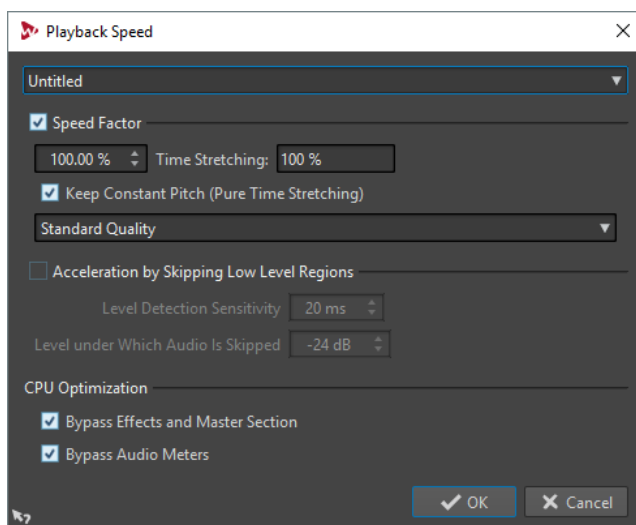 Playback Speed
Untitled
Speed Factor
100.00 % Time Stretching: 100 %
Keep Constant Pitch (Pure Time Stretching)
Standard Quality
Acceleration by Skipping Low Level Regions
Level Detection Sensitivity 20 ms
Level under Which Audio Is Skipped -24 dB
CPU Optimization
Bypass Effects and Master Section
Bypass Audio Meters
OK Cancel